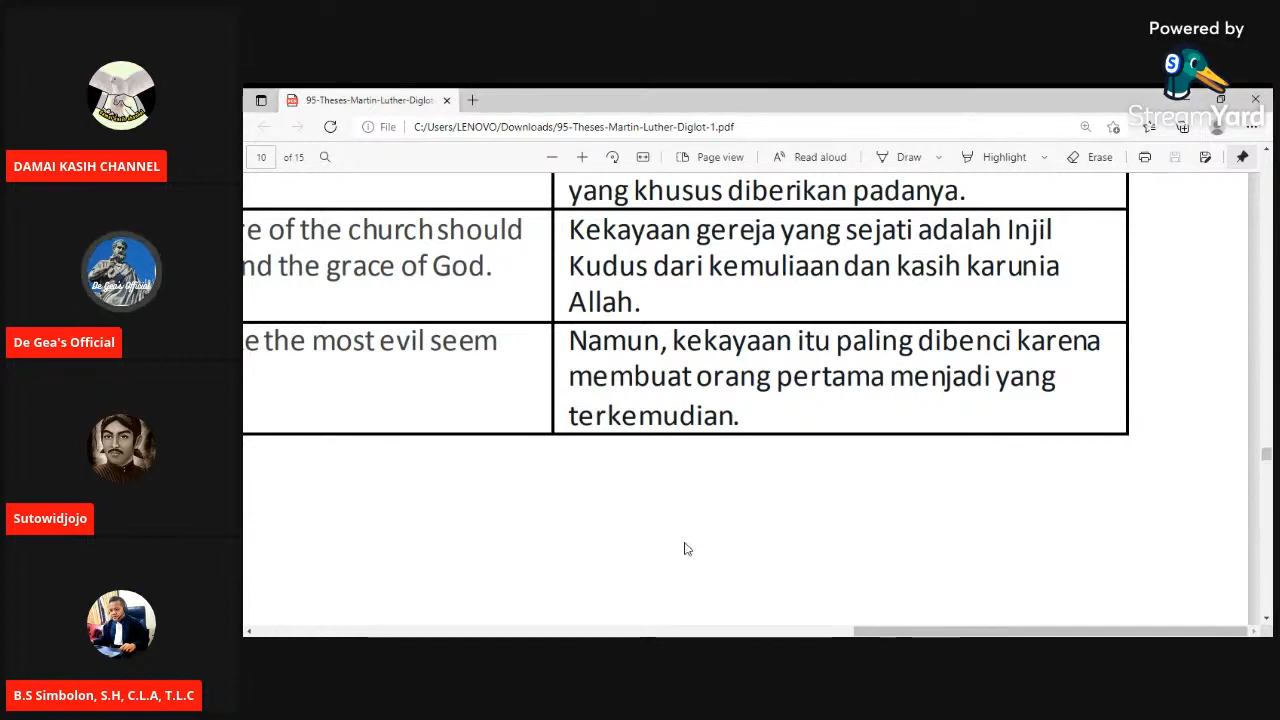 Powered by
S
StreamYard
DAMAI KASIH CHANNEL
De Gea's Official
De Gea's Official
Sutowidjojo
B.S Simbolon, S.H, C.L.A, T.L.C
95-Theses-Martin-Luther-Diglot-
File C:/Users/LENOVO/Downloads/95-Theses-Martin-Luther-Diglot-1.pdf
10 of 15 Page view Read aloud Draw Highlight Erase
yang khusus diberikan padanya.
re of the church should
nd the grace of God.
Kekayaan gereja yang sejati adalah Injil
Kudus dari kemuliaan dan kasih karunia
Allah.
e the most evil seem
Namun, kekayaan itu paling dibenci karena
membuat orang pertama menjadi yang
terkemudian.